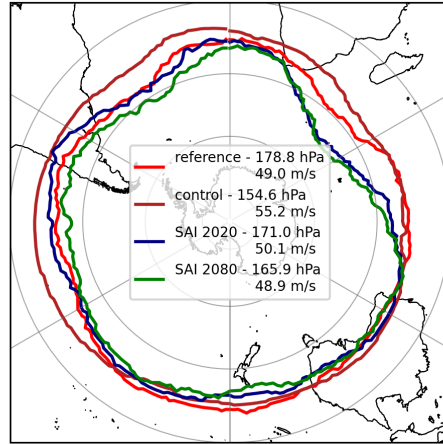 reference - 178.8 hPa
49.0 m/s
control - 154.6 hPa
55.2 m/s
SAI 2020 - 171.0 hPa
50.1 m/s
SAI 2080 - 165.9 hPa
48.9 m/s